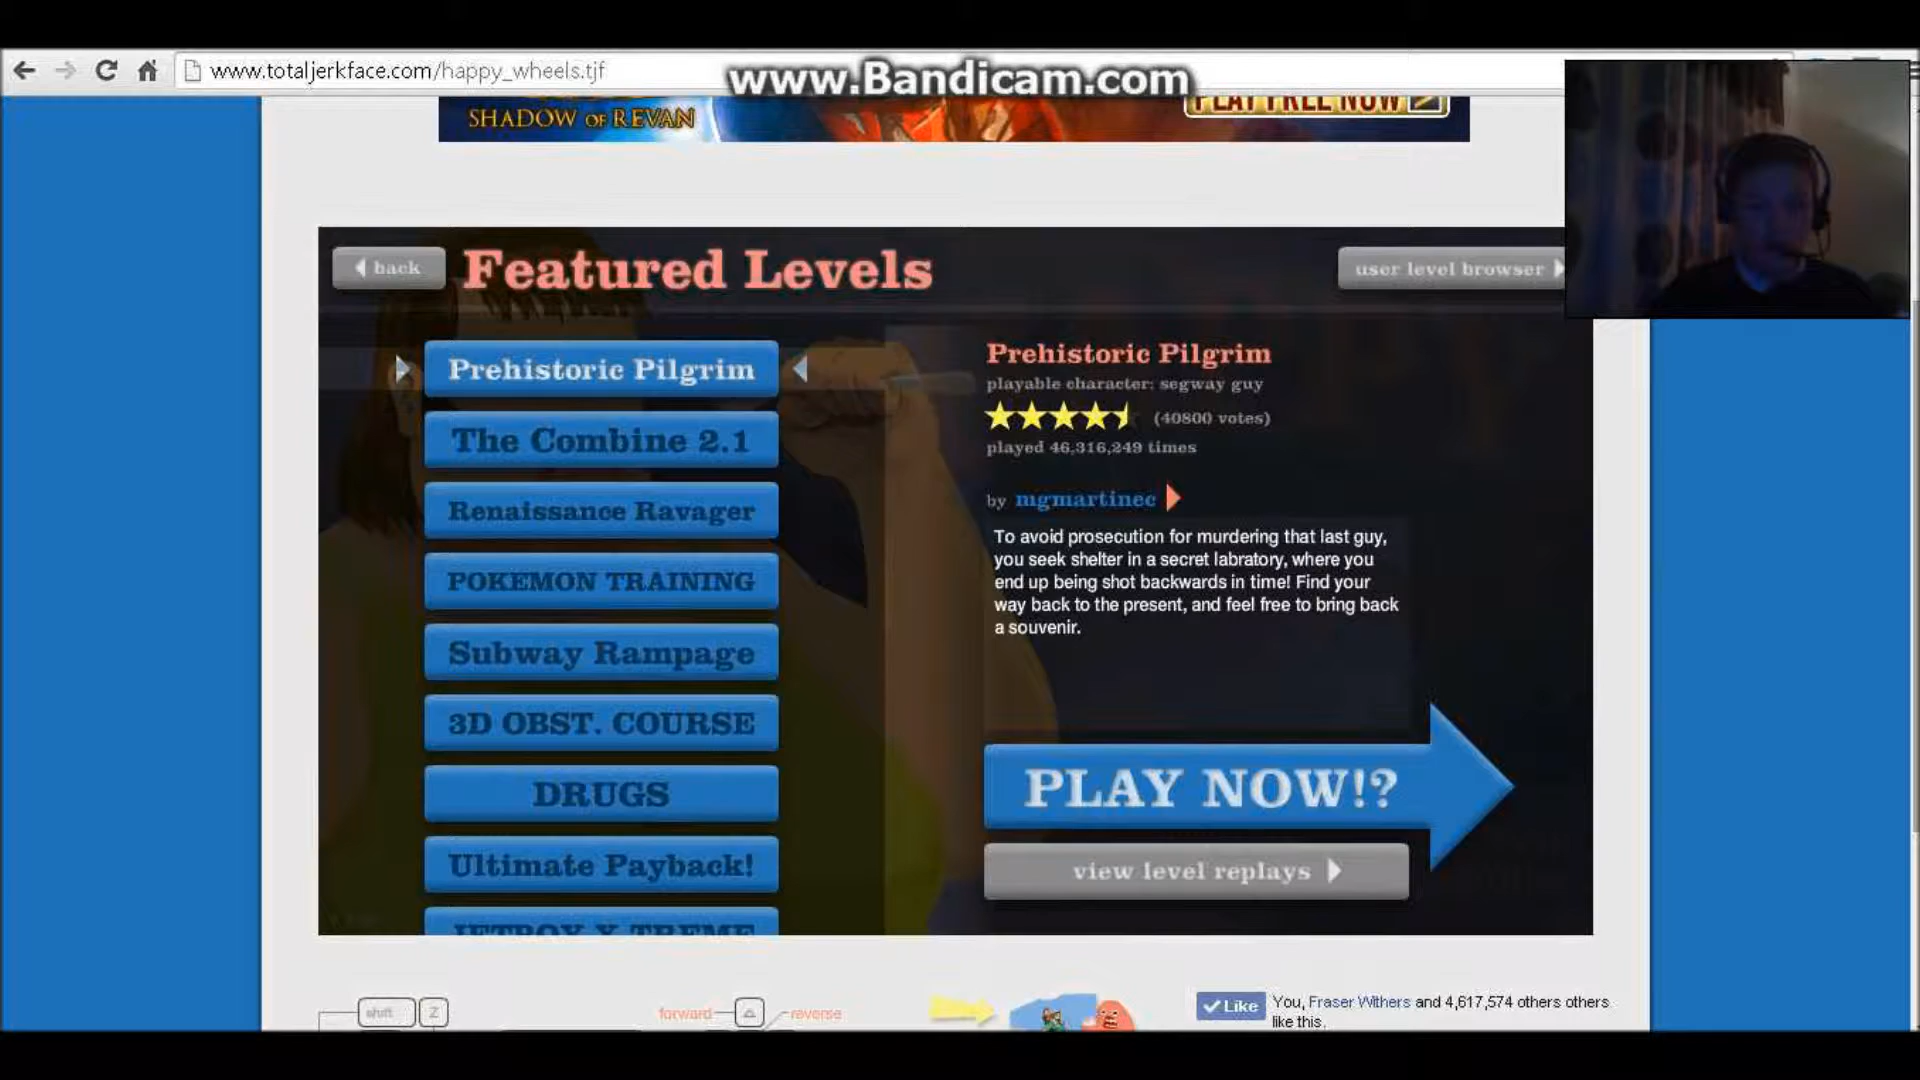 www.totaljerkface.com/happy_wheels.tjf
www.Bandicam.com
SHADOW OF REVAN
PLAY FREE NOW
back
Featured Levels
user level browser
Prehistoric Pilgrim
The Combine 2.1
Renaissance Ravager
POKEMON TRAINING
Subway Rampage
3D OBST. COURSE
DRUGS
Ultimate Payback!
JETBOY X-TREME
Prehistoric Pilgrim
playable character: segway guy
(40800 votes)
played 46,316,249 times
by mgmartinec
To avoid prosecution for murdering that last guy,
you seek shelter in a secret labratory, where you
end up being shot backwards in time! Find your
way back to the present, and feel free to bring back
a souvenir.
PLAY NOW!?
view level replays
shift Z
forward
reverse
Like
You, Fraser Withers and 4,617,574 others others
like this.